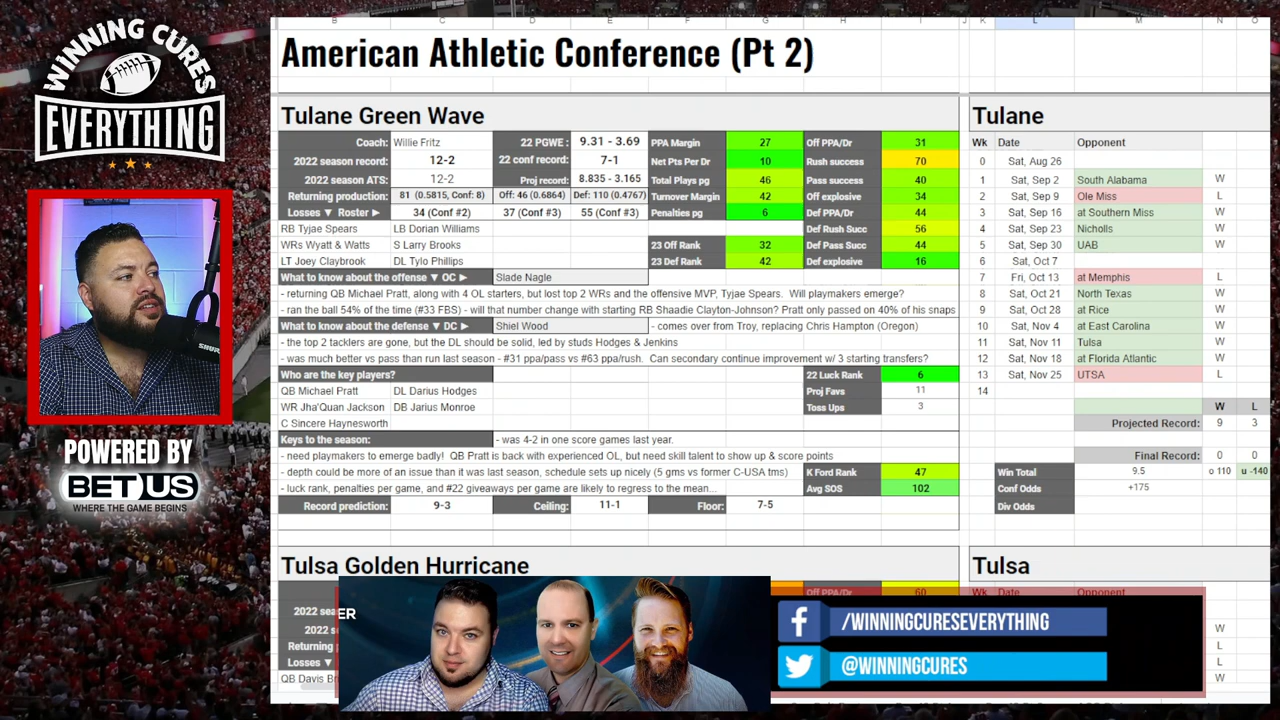 WINNING CURES
EVERYTHING
POWERED BY
BET US
WHERE THE GAME BEGINS
SHURE
B C D E F G H I J K L M N O
American Athletic Conference (Pt 2)
Tulane Green Wave
Coach: Willie Fritz 22 PGWE : 9.31 - 3.69 PPA Margin 27 Off PPA/Dr 31
2022 season record: 12-2 22 conf record: 7-1 Net Pts Per Dr 10 Rush success 70
2022 season ATS: 12-2 Proj record: 8.835 - 3.165 Total Plays pg 46 Pass success 40
Returning production: 81 (0.5815, Conf: 8) Off: 46 (0.6864) Def: 110 (0.4767) Turnover Margin 42 Off explosive 34
Losses ▼ Roster ► 34 (Conf #2) 37 (Conf #3) 55 (Conf #3) Penalties pg 6 Def PPA/Dr 44
RB Tyjae Spears LB Dorian Williams Def Rush Succ 56
WRs Wyatt & Watts S Larry Brooks 23 Off Rank 32 Def Pass Succ 44
LT Joey Claybrook DL Tylo Phillips 23 Def Rank 42 Def explosive 16
What to know about the offense ▼ OC ► Slade Nagle
- returning QB Michael Pratt, along with 4 OL starters, but lost top 2 WRs and the offensive MVP, Tyjae Spears. Will playmakers emerge?
- ran the ball 54% of the time (#33 FBS) - will that number change with starting RB Shaadie Clayton-Johnson? Pratt only passed on 40% of his snaps
What to know about the defense ▼ DC ► Shiel Wood - comes over from Troy, replacing Chris Hampton (Oregon)
- the top 2 tacklers are gone, but the DL should be solid, led by studs Hodges & Jenkins
- was much better vs pass than run last season - #31 ppa/pass vs #63 ppa/rush. Can secondary continue improvement w/ 3 starting transfers?
Who are the key players? 22 Luck Rank 6
QB Michael Pratt DL Darius Hodges Proj Favs 11
WR Jha'Quan Jackson DB Jarius Monroe Toss Ups 3
C Sincere Haynesworth
Keys to the season: - was 4-2 in one score games last year.
- need playmakers to emerge badly! QB Pratt is back with experienced OL, but need skill talent to show up & score points
- depth could be more of an issue than it was last season, schedule sets up nicely (5 gms vs former C-USA tms) K Ford Rank 47
- luck rank, penalties per game, and #22 giveaways per game are likely to regress to the mean... Avg SOS 102
Record prediction: 9-3 Ceiling: 11-1 Floor: 7-5
Tulane
Wk Date Opponent
0 Sat, Aug 26
1 Sat, Sep 2 South Alabama W
2 Sat, Sep 9 Ole Miss L
3 Sat, Sep 16 at Southern Miss W
4 Sat, Sep 23 Nicholls W
5 Sat, Sep 30 UAB W
6 Sat, Oct 7
7 Fri, Oct 13 at Memphis L
8 Sat, Oct 21 North Texas W
9 Sat, Oct 28 at Rice W
10 Sat, Nov 4 at East Carolina W
11 Sat, Nov 11 Tulsa W
12 Sat, Nov 18 at Florida Atlantic W
13 Sat, Nov 25 UTSA L
14
W L
Projected Record: 9 3
Final Record: 0 0
Win Total 9.5 o 110 u -140
Conf Odds +175
Div Odds
Tulsa Golden Hurricane
Off PPA/Dr 60
2022 sea
2022 s
Returning
Losses ▼
QB Davis Br
Tulsa
Wk Date Opponent
W
L
L
W
ER
/WINNINGCURESEVERYTHING
@WINNINGCURES